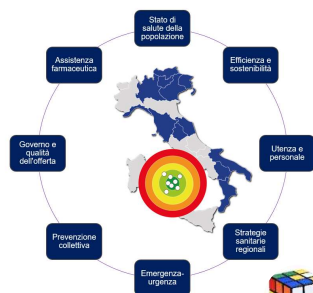 Stato di
salute della
popolazione
Assistenza
farmaceutica
Efficienza e
sostenibilità
Governo e
qualità
dell'offerta
Utenza e
personale
Prevenzione
collettiva
Strategie
sanitarie
regionali
Emergenza-
urgenza